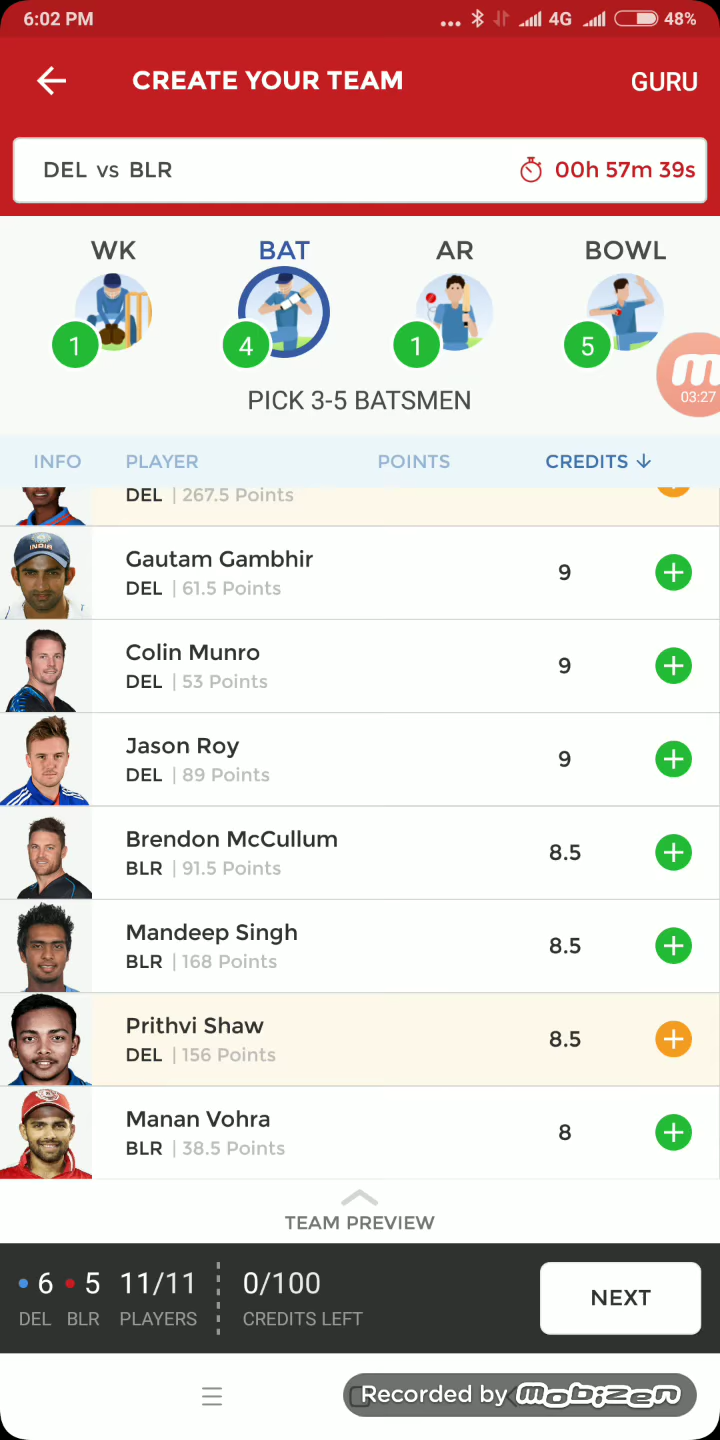 6:02 PM ... 4G 48%
CREATE YOUR TEAM GURU
DEL vs BLR 00h 57m 39s
WK BAT AR BOWL
1 4 1 5
PICK 3-5 BATSMEN
03:27
INFO PLAYER POINTS CREDITS
DEL | 267.5 Points
INDIA
Gautam Gambhir 9
DEL | 61.5 Points
Colin Munro 9
DEL | 53 Points
Jason Roy 9
DEL | 89 Points
Brendon McCullum 8.5
BLR | 91.5 Points
Mandeep Singh 8.5
BLR | 168 Points
Prithvi Shaw 8.5
DEL | 156 Points
Manan Vohra 8
BLR | 38.5 Points
TEAM PREVIEW
6 5 11/11 0/100 NEXT
DEL BLR PLAYERS CREDITS LEFT
Recorded by mobizen